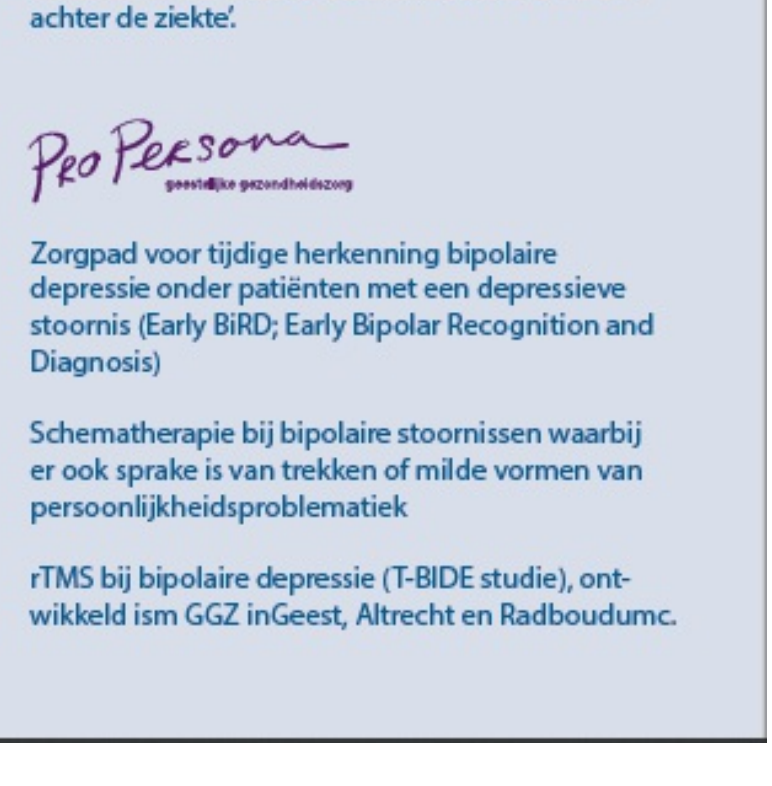 achter de ziekte'.
Pro Persona
geestelijke gezondheidszorg
Zorgpad voor tijdige herkenning bipolaire
depressie onder patiënten met een depressieve
stoornis (Early BiRD; Early Bipolar Recognition and
Diagnosis)
Schematherapie bij bipolaire stoornissen waarbij
er ook sprake is van trekken of milde vormen van
persoonlijkheidsproblematiek
rTMS bij bipolaire depressie (T-BIDE studie), ont-
wikkeld ism GGZ inGeest, Altrecht en Radboudumc.